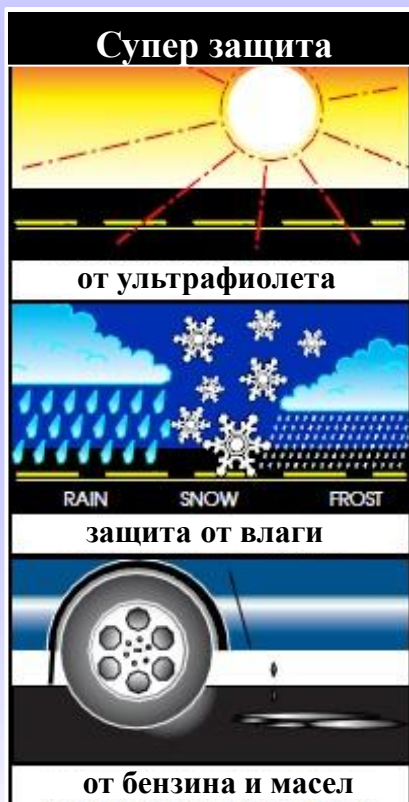 Супер защита
от ультрафиолета
RAIN SNOW FROST
защита от влаги
от бензина и масел